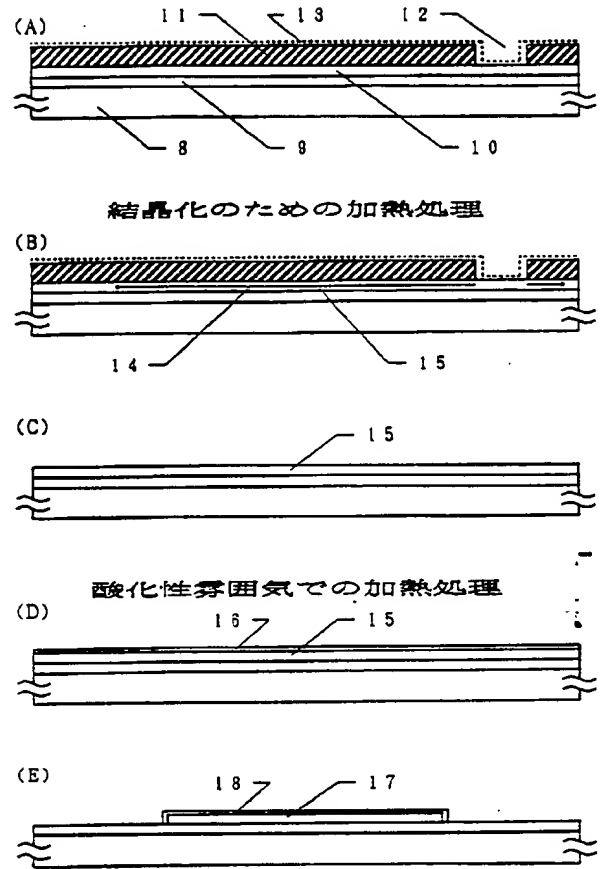 (A)
11 13 12
8 9 10
結晶化のための加熱処理
(B)
14 15
(C)
15
酸化性雰囲気での加熱処理
(D)
16 15
(E)
18 17